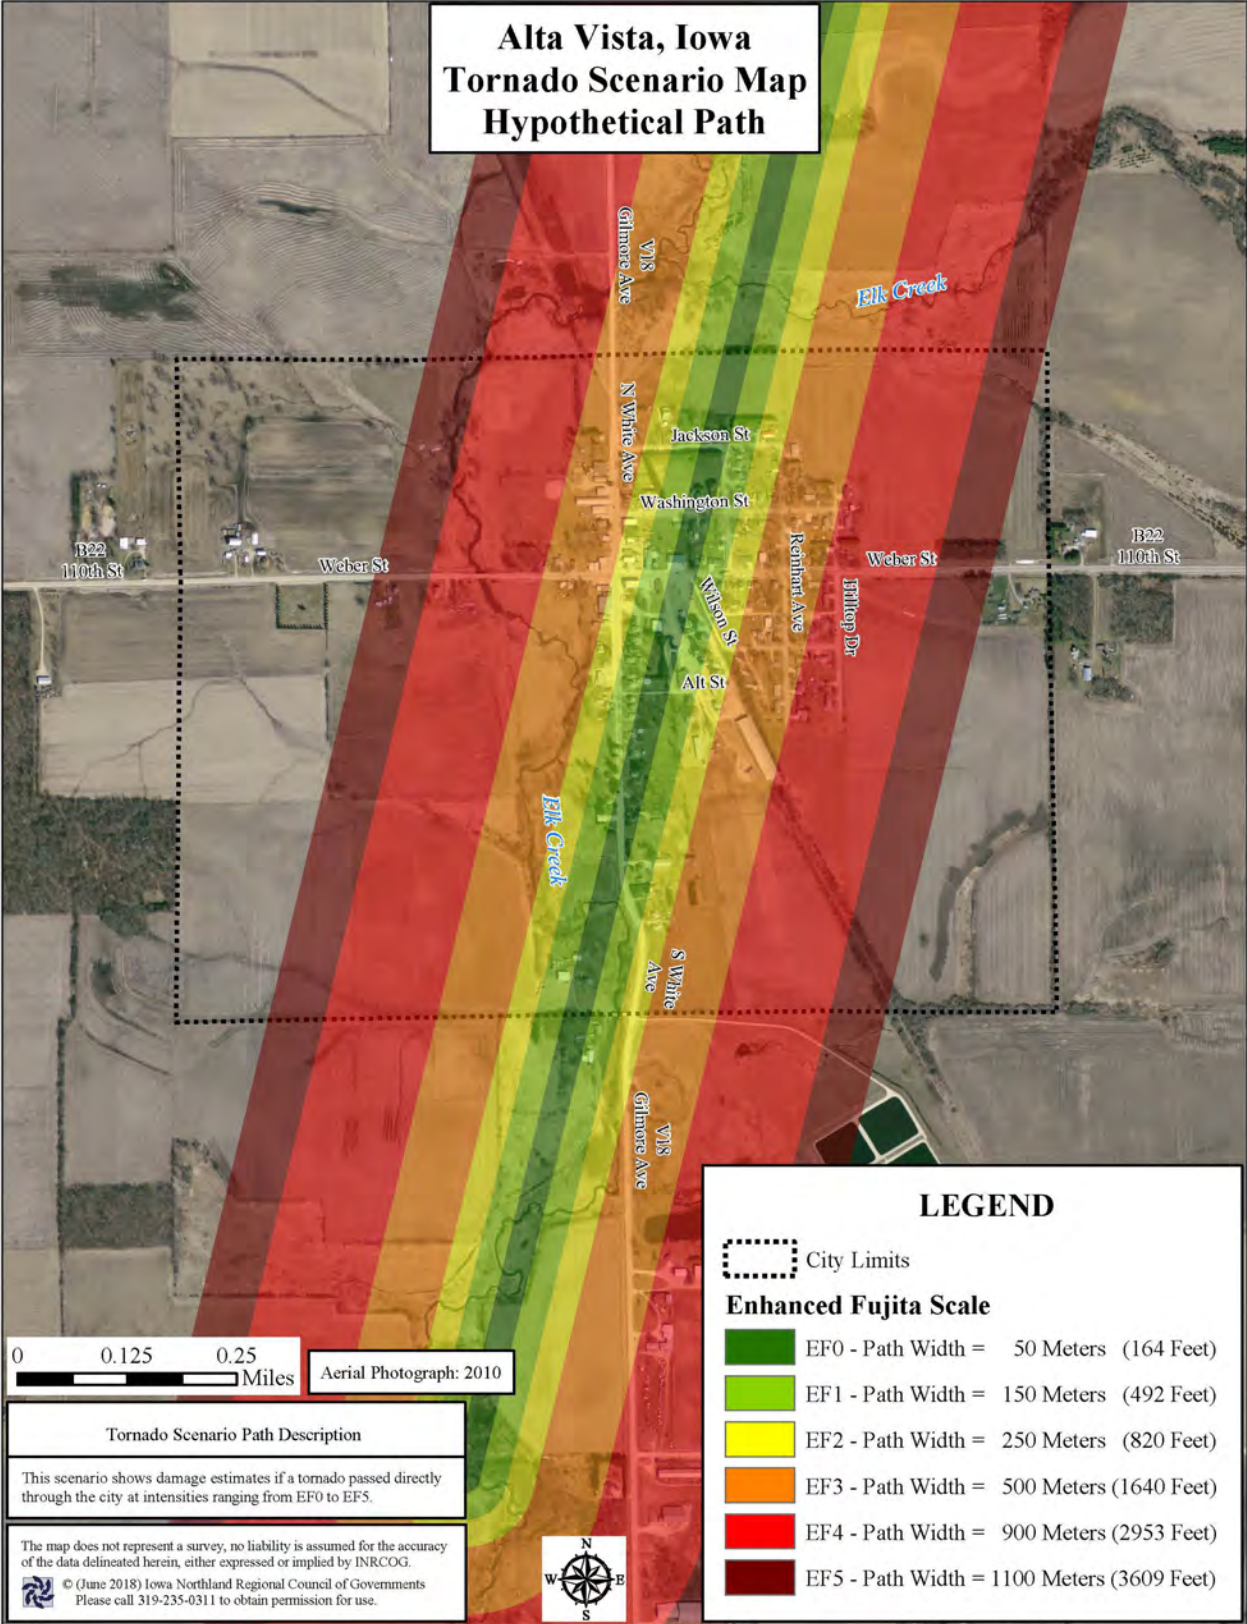 Alta Vista, Iowa
Tornado Scenario Map
Hypothetical Path
V18
Gilmore Ave
Elk Creek
N White Ave
Jackson St
Washington St
B22
110th St
Weber St
Reinhart Ave
Weber St
B22
110th St
Wilson St
Hilltop Dr
Alt St
Elk Creek
S White
Ave
V18
Gilmore Ave
LEGEND
City Limits
Enhanced Fujita Scale
EF0 - Path Width = 50 Meters (164 Feet)
EF1 - Path Width = 150 Meters (492 Feet)
EF2 - Path Width = 250 Meters (820 Feet)
EF3 - Path Width = 500 Meters (1640 Feet)
EF4 - Path Width = 900 Meters (2953 Feet)
EF5 - Path Width = 1100 Meters (3609 Feet)
0 0.125 0.25
Miles
Aerial Photograph: 2010
Tornado Scenario Path Description
This scenario shows damage estimates if a tornado passed directly
through the city at intensities ranging from EF0 to EF5.
The map does not represent a survey, no liability is assumed for the accuracy
of the data delineated herein, either expressed or implied by INRCOG.
© (June 2018) Iowa Northland Regional Council of Governments
Please call 319-235-0311 to obtain permission for use.
N
W E
S